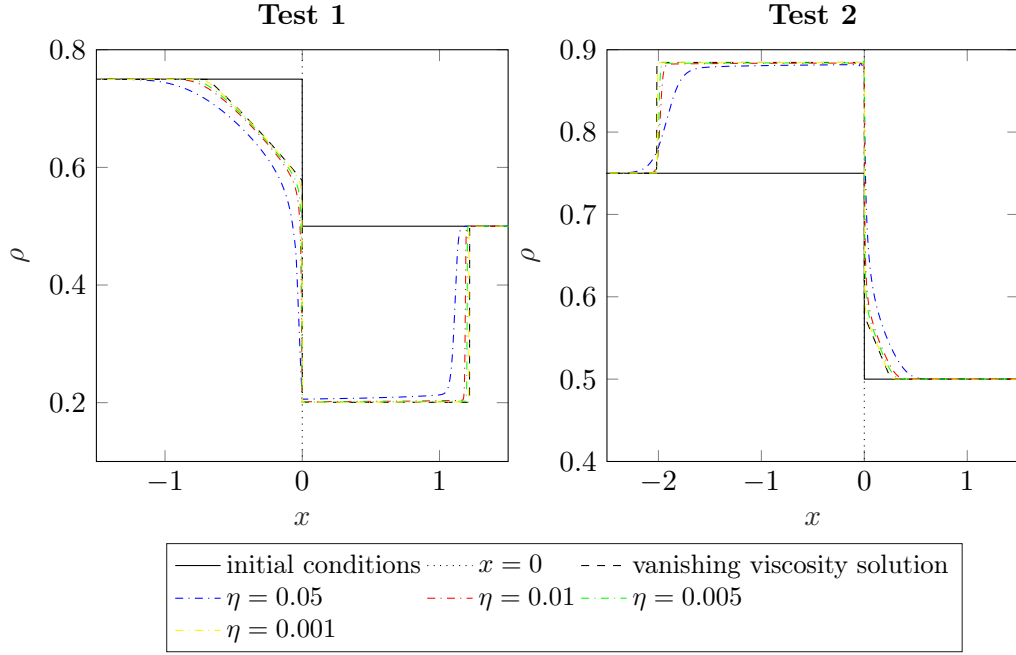 Test 1
Test 2
0.8
0.6
0.4
0.2
ρ
−1
0
1
x
0.9
0.8
0.7
0.6
0.5
0.4
ρ
−2
−1
0
1
x
initial conditions
x = 0
vanishing viscosity solution
η = 0.05
η = 0.01
η = 0.005
η = 0.001